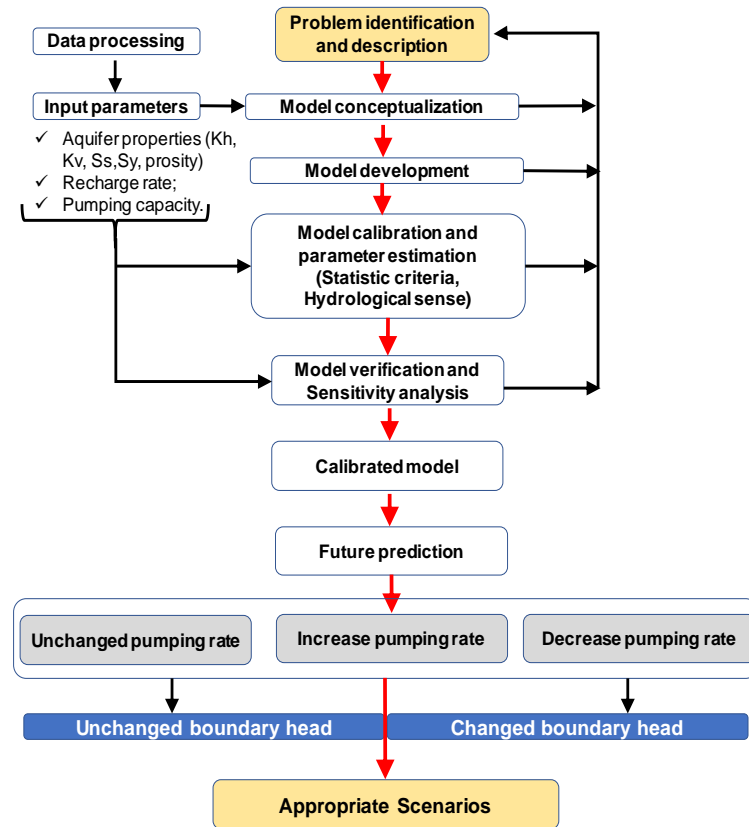 Problem identification
and description
Data processing
Input parameters
Model conceptualization
✓ Aquifer properties (Kh,
Kv, Ss,Sy, prosity)
✓ Recharge rate;
✓ Pumping capacity.
Model development
Model calibration and
parameter estimation
(Statistic criteria,
Hydrological sense)
Model verification and
Sensitivity analysis
Calibrated model
Future prediction
Unchanged pumping rate
Increase pumping rate
Decrease pumping rate
Unchanged boundary head
Changed boundary head
Appropriate Scenarios